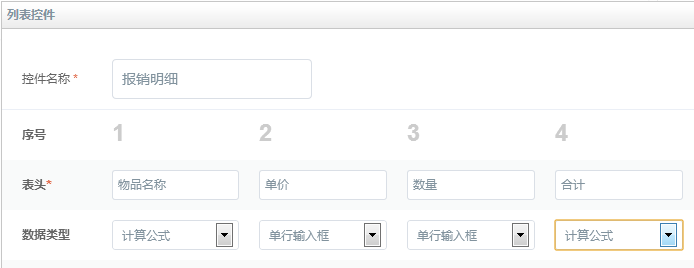 列表控件
控件名称 * 报销明细
序号 1 2 3 4
表头* 物品名称 单价 数量 合计
数据类型 计算公式 单行输入框 单行输入框 计算公式